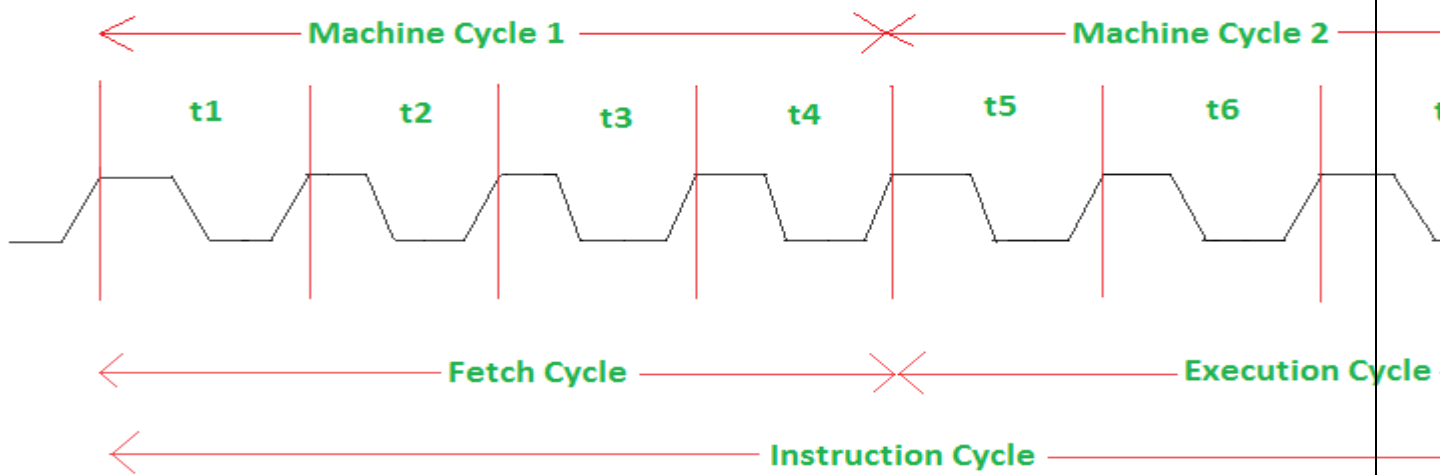 Machine Cycle 1 Machine Cycle 2
t1 t2 t3 t4 t5 t6 t
Fetch Cycle Execution Cycle
Instruction Cycle